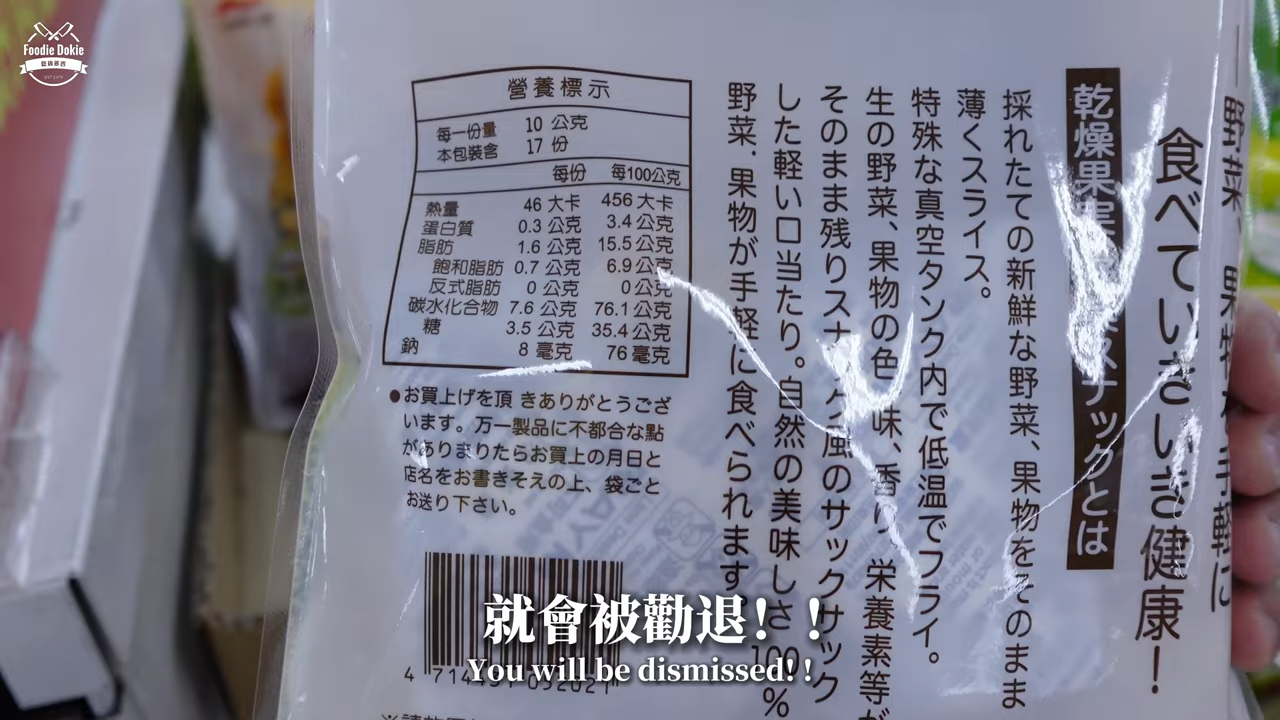 Foodie Dokie
營養標示
每一份量 10 公克
本包裝含 17 份
每份 每100公克
熱量 46 大卡 456 大卡
蛋白質 0.3 公克 3.4 公克
脂肪 1.6 公克 15.5 公克
飽和脂肪 0.7 公克 6.9 公克
反式脂肪 0 公克 0 公克
碳水化合物 7.6 公克 76.1 公克
糖 3.5 公克 35.4 公克
鈉 8 毫克 76 毫克
●お買上げを頂 きありがとうござ
います。万一製品に不都合な點
がありまりたらお買上の月日と
店名をお書きそえの上、袋ごと
お送り下さい。
野菜、果物が手軽に
食べていきいき健康!
乾燥果 スナックとは
採れたての新鮮な野菜、果物をそのまま
薄くスライス。
特殊な真空タンク内で低温でフライ。
生の野菜、果物の色 味、香り 栄養素等が
そのまま残りスナック風のサックサック
した軽い口当たり。自然の美味しさ100%
野菜.果物が手軽に食べられます
就會被勸退!!
You will be dismissed!!